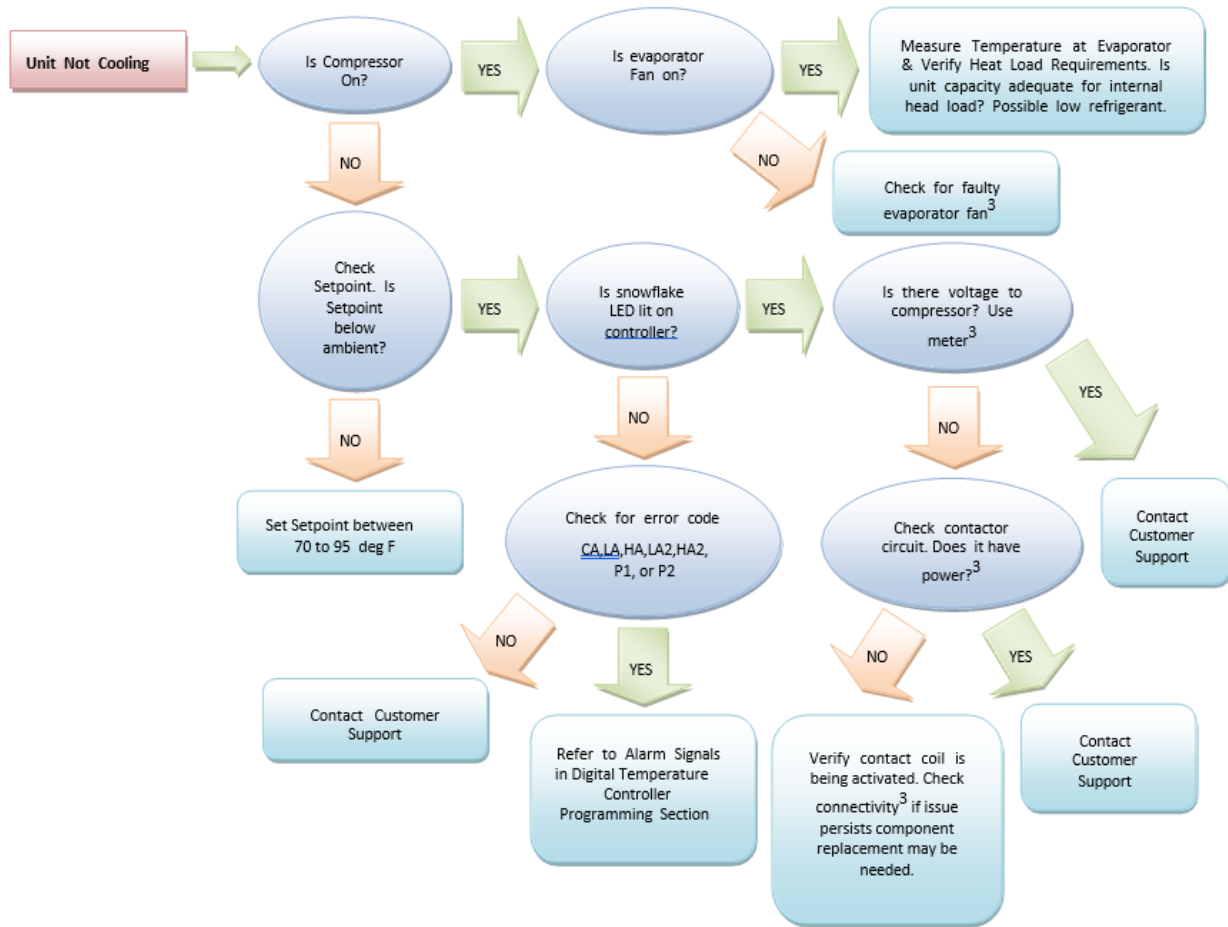 Unit Not Cooling
Is Compressor
On?
YES
Is evaporator
Fan on?
YES
Measure Temperature at Evaporator
& Verify Heat Load Requirements. Is
unit capacity adequate for internal
head load? Possible low refrigerant.
NO
NO
Check for faulty
evaporator fan3
Check
Setpoint. Is
Setpoint
below
ambient?
YES
Is snowflake
LED lit on
controller?
YES
Is there voltage to
compressor? Use
meter3
NO
NO
NO
YES
Set Setpoint between
70 to 95 deg F
Check for error code
CA,LA,HA,LA2,HA2,
P1, or P2
Check contactor
circuit. Does it have
power?3
Contact
Customer
Support
NO
YES
NO
YES
Contact Customer
Support
Refer to Alarm Signals
in Digital Temperature
Controller
Programming Section
Verify contact coil is
being activated. Check
connectivity3 if issue
persists component
replacement may be
needed.
Contact
Customer
Support